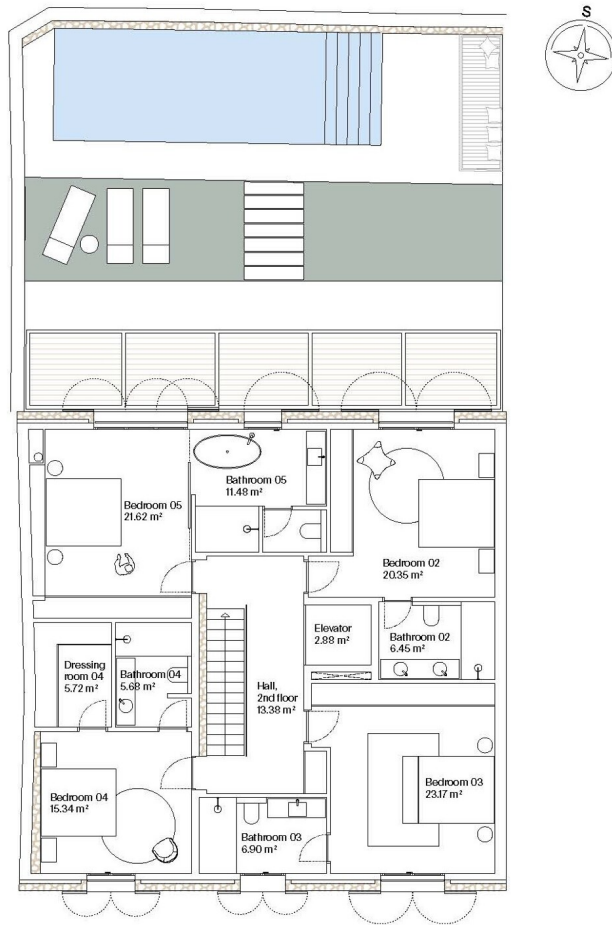 S
Bathroom 05
11.48 m²
Bedroom 05
21.62 m²
Bedroom 02
20.35 m²
Elevator
2.88 m²
Bathroom 02
6.45 m²
Dressing
room 04
5.72 m²
Bathroom 04
5.68 m²
Hall,
2nd floor
13.38 m²
Bedroom 03
23.17 m²
Bedroom 04
15.34 m²
Bathroom 03
6.90 m²